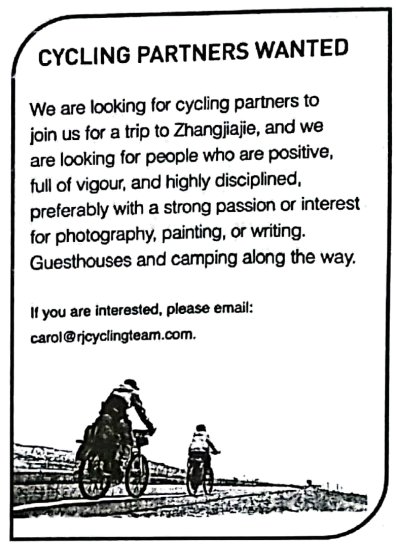 CYCLING PARTNERS WANTED
We are looking for cycling partners to
join us for a trip to Zhangjiajie, and we
are looking for people who are positive,
full of vigour, and highly disciplined,
preferably with a strong passion or interest
for photography, painting, or writing.
Guesthouses and camping along the way.
If you are interested, please email:
carol@rjcyclingteam.com.